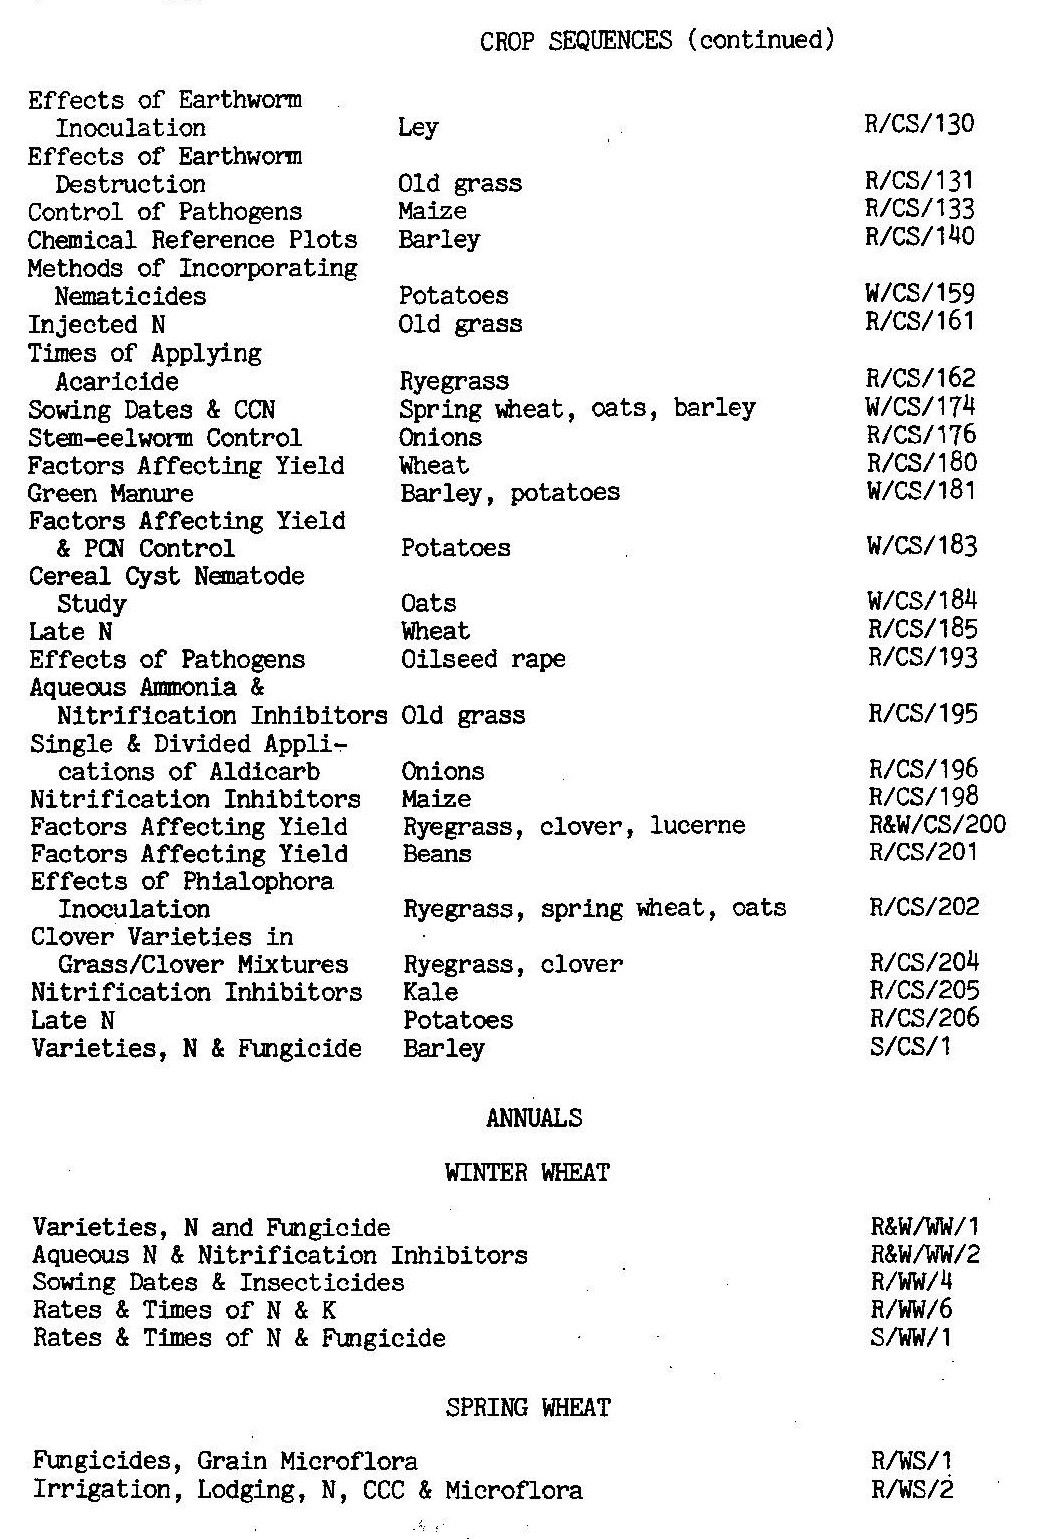 CROP SEQUENCES (continued)
Effects of Earthworm
Inoculation Ley R/CS/130
Effects of Earthworm
Destruction Old grass R/CS/131
Control of Pathogens Maize R/CS/133
Chemical Reference Plots Barley R/CS/140
Methods of Incorporating
Nematicides Potatoes W/CS/159
Injected N Old grass R/CS/161
Times of Applying
Acaricide Ryegrass R/CS/162
Sowing Dates & CCN Spring wheat, oats, barley W/CS/174
Stem-eelworm Control Onions R/CS/176
Factors Affecting Yield Wheat R/CS/180
Green Manure Barley, potatoes W/CS/181
Factors Affecting Yield
& PCN Control Potatoes W/CS/183
Cereal Cyst Nematode
Study Oats W/CS/184
Late N Wheat R/CS/185
Effects of Pathogens Oilseed rape R/CS/193
Aqueous Ammonia &
Nitrification Inhibitors Old grass R/CS/195
Single & Divided Appli-
cations of Aldicarb Onions R/CS/196
Nitrification Inhibitors Maize R/CS/198
Factors Affecting Yield Ryegrass, clover, lucerne R&W/CS/200
Factors Affecting Yield Beans R/CS/201
Effects of Phialophora
Inoculation Ryegrass, spring wheat, oats R/CS/202
Clover Varieties in
Grass/Clover Mixtures Ryegrass, clover R/CS/204
Nitrification Inhibitors Kale R/CS/205
Late N Potatoes R/CS/206
Varieties, N & Fungicide Barley S/CS/1
ANNUALS
WINTER WHEAT
Varieties, N and Fungicide R&W/WW/1
Aqueous N & Nitrification Inhibitors R&W/WW/2
Sowing Dates & Insecticides R/WW/4
Rates & Times of N & K R/WW/6
Rates & Times of N & Fungicide S/WW/1
SPRING WHEAT
Fungicides, Grain Microflora R/WS/1
Irrigation, Lodging, N, CCC & Microflora R/WS/2